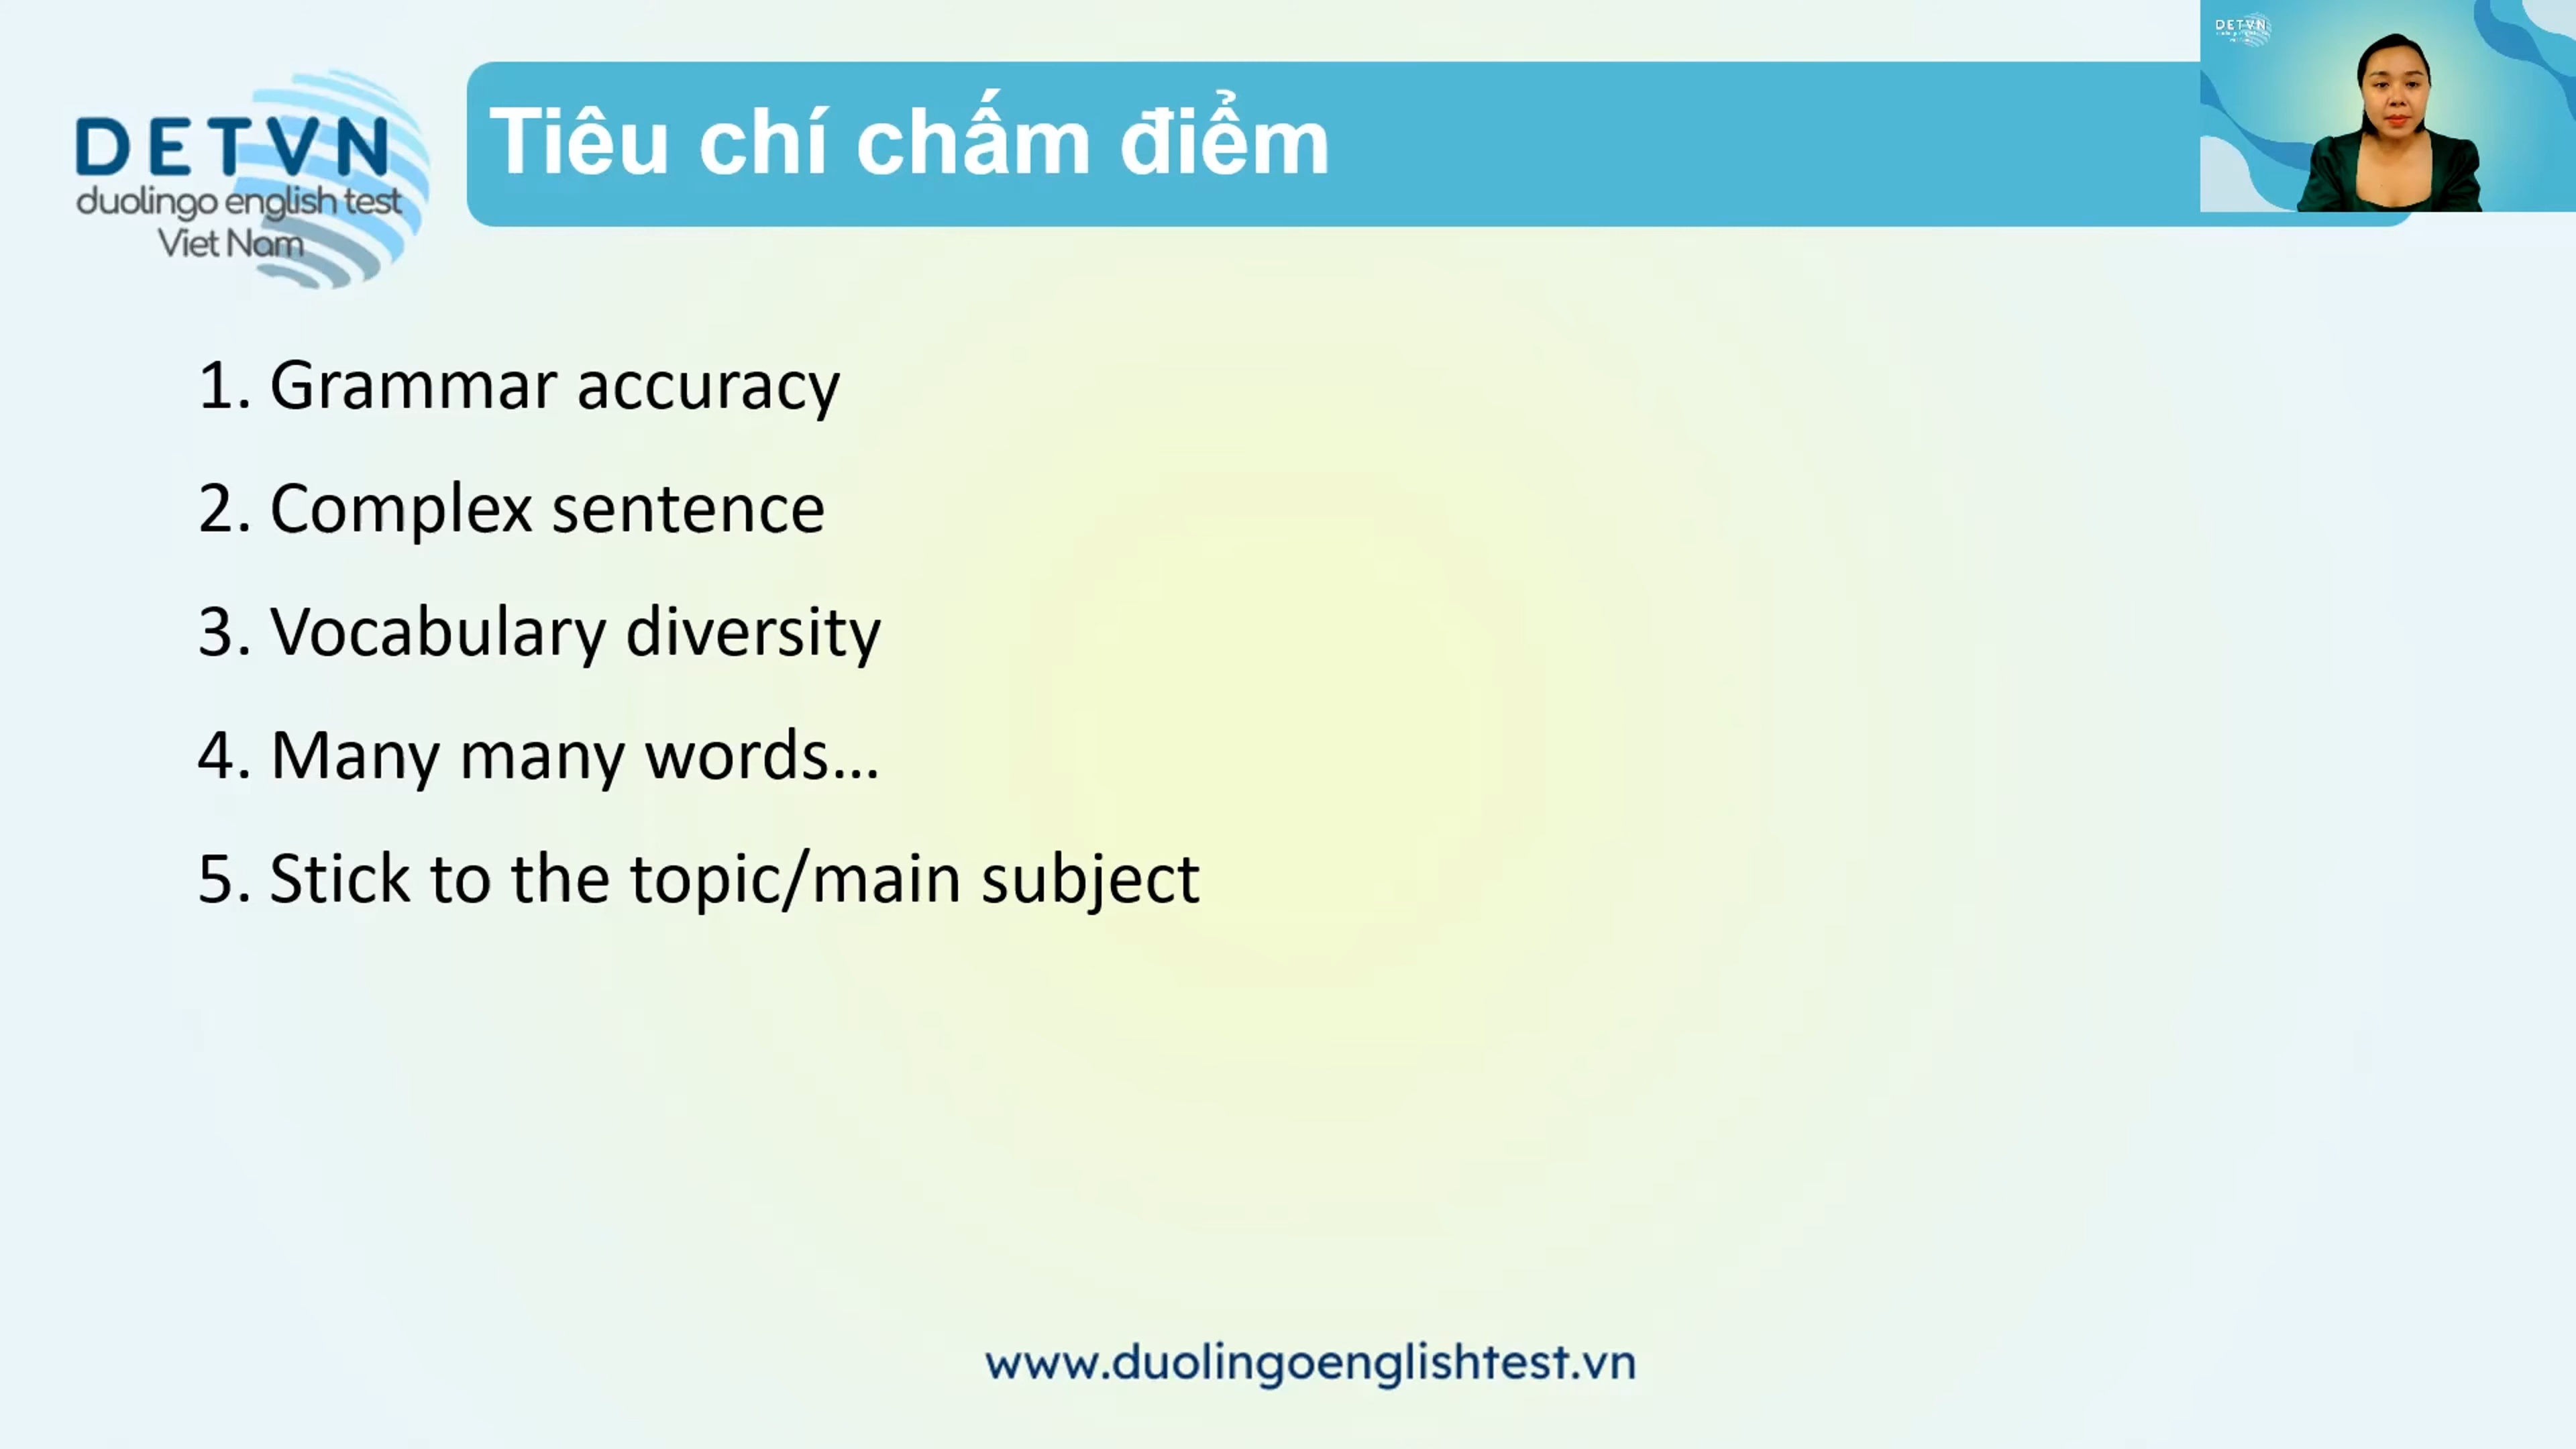 DETVN
duolingo english test
Viet Nam
Tiêu chí chấm điểm
DETVN
1. Grammar accuracy
2. Complex sentence
3. Vocabulary diversity
4. Many many words...
5. Stick to the topic/main subject
www.duolingoenglishtest.vn